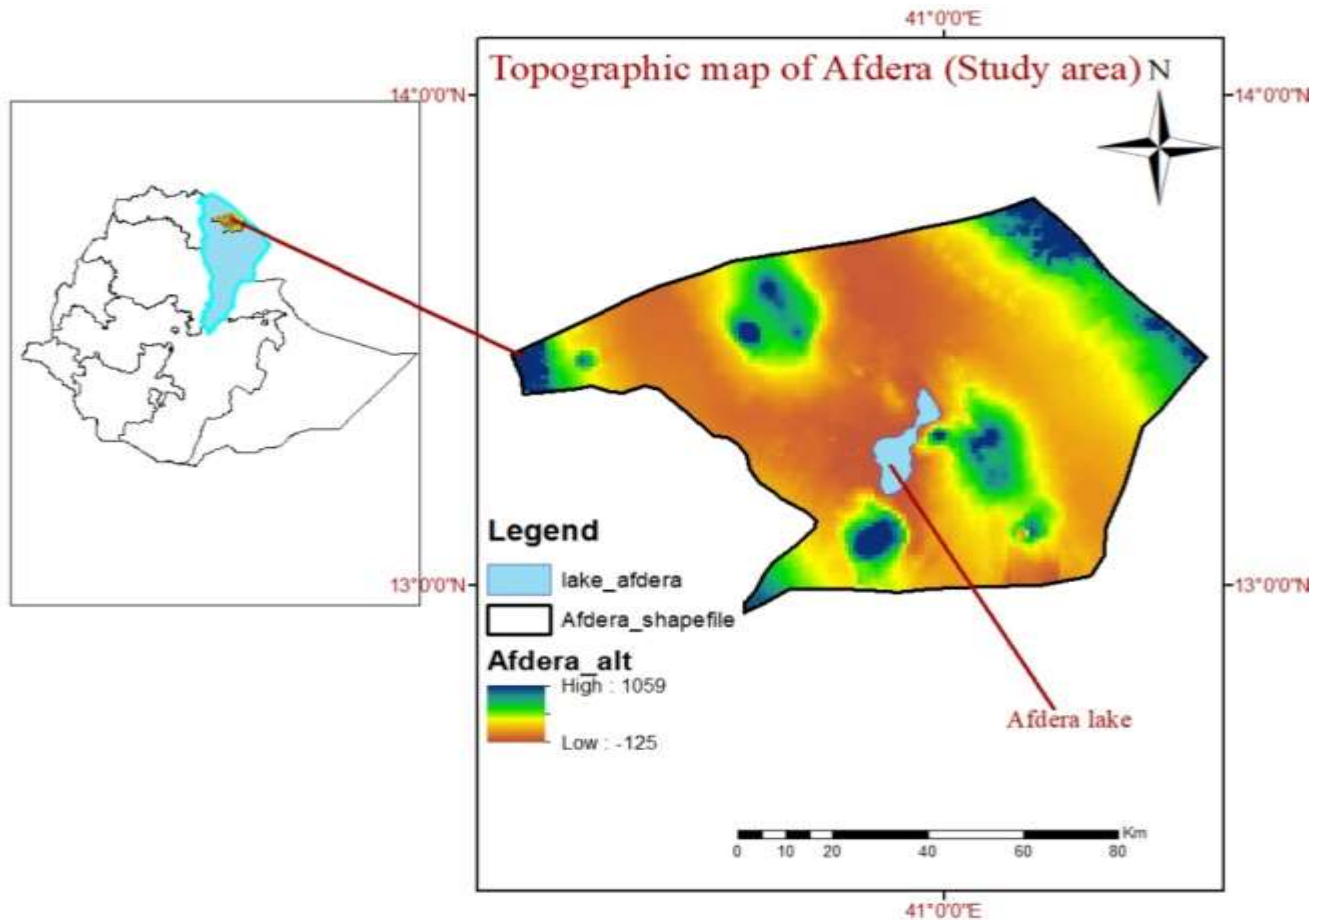 41°0'0"E
Topographic map of Afdera (Study area) N
14°0'0"N
14°0'0"N
Legend
lake_afdera
Afdera_shapefile
13°0'0"N
13°0'0"N
Afdera_alt
High : 1059
Low : -125
Afdera lake
Km
0 10 20 40 60 80
41°0'0"E